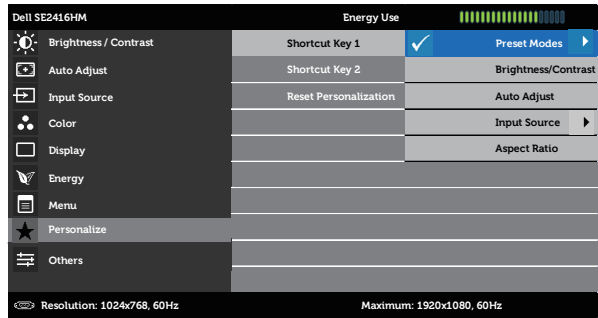 Dell SE2416HM Energy Use
Brightness / Contrast Shortcut Key 1 Preset Modes
Auto Adjust Shortcut Key 2 Brightness/Contrast
Input Source Reset Personalization Auto Adjust
Color Input Source
Display Aspect Ratio
Energy
Menu
Personalize
Others
Resolution: 1024x768, 60Hz Maximum: 1920x1080, 60Hz